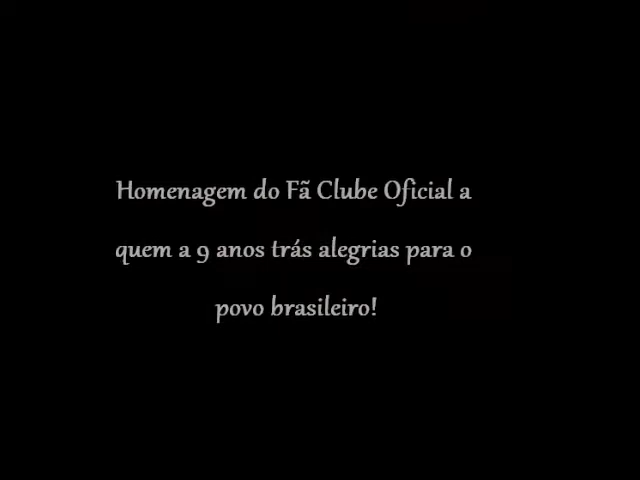 Homenagem do Fã Clube Oficial a
quem a 9 anos trás alegrias para o
povo brasileiro!